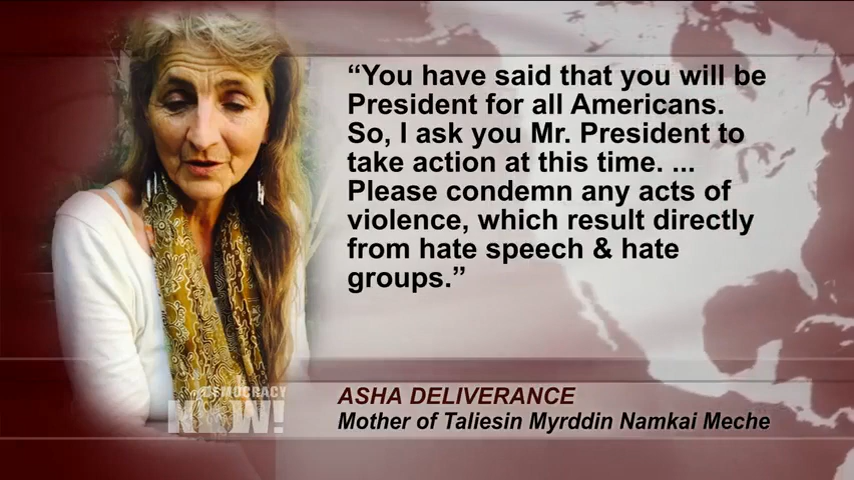 “You have said that you will be
President for all Americans.
So, I ask you Mr. President to
take action at this time. ...
Please condemn any acts of
violence, which result directly
from hate speech & hate
groups.”
ASHA DELIVERANCE
Mother of Taliesin Myrddin Namkai Meche
DEMOCRACY
NOW!